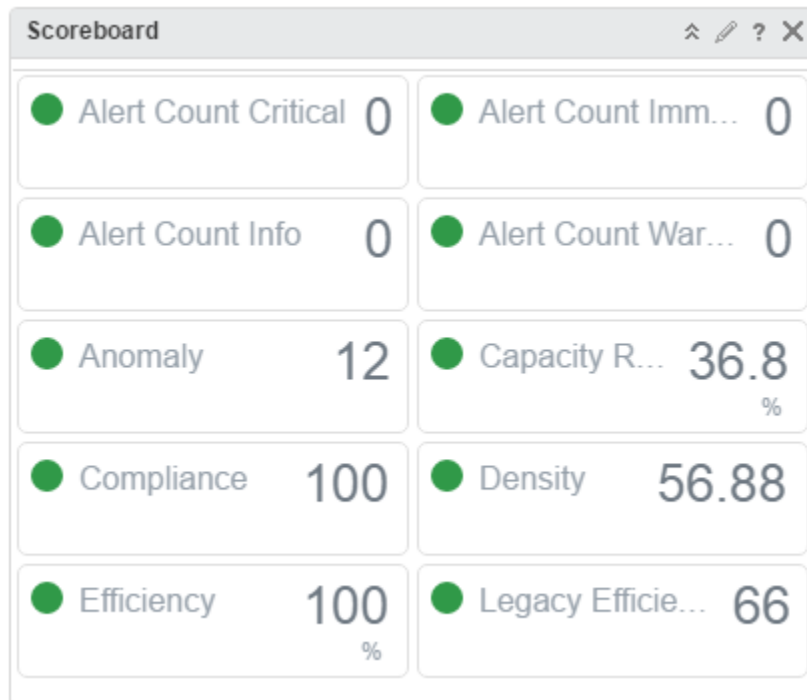 Scoreboard ?
Alert Count Critical 0 Alert Count Imm... 0
Alert Count Info 0 Alert Count War... 0
Anomaly 12 Capacity R... 36.8
%
Compliance 100 Density 56.88
Efficiency 100 Legacy Efficie... 66
%